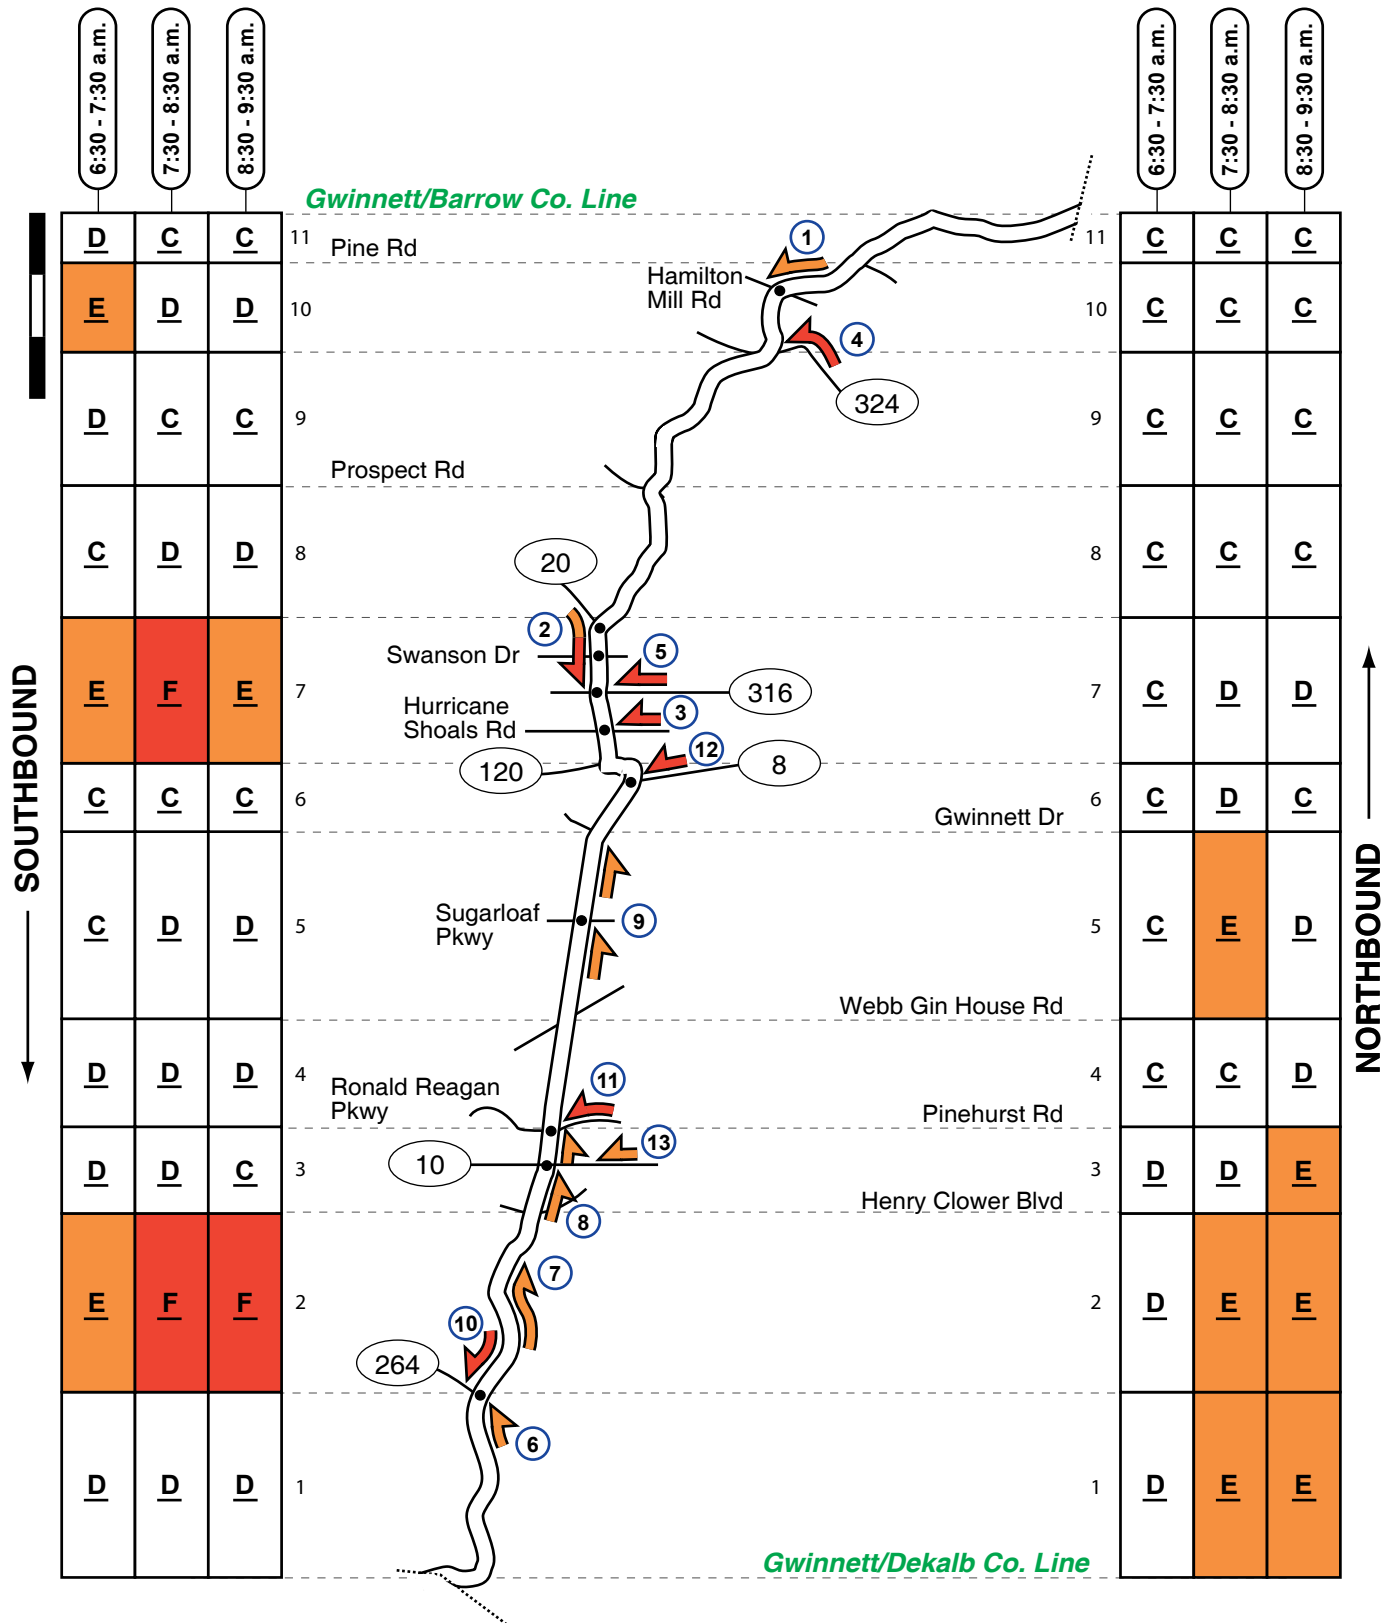 6:30 - 7:30 a.m.
7:30 - 8:30 a.m.
8:30 - 9:30 a.m.
6:30 - 7:30 a.m.
7:30 - 8:30 a.m.
8:30 - 9:30 a.m.
Gwinnett/Barrow Co. Line
D C C 11 Pine Rd 1 11 C C C
Hamilton
Mill Rd
E D D 10 10 C C C
4
324
D C C 9 9 C C C
Prospect Rd
C D D 8 8 C C C
20
2
Swanson Dr 5
E F E 7 316 7 C D D
Hurricane
Shoals Rd
3
12
120 8
C C C 6 6 C D C
Gwinnett Dr
SOUTHBOUND
NORTHBOUND
Sugarloaf
Pkwy
9
C D D 5 5 C E D
Webb Gin House Rd
D D D 4 4 C C D
Ronald Reagan
Pkwy
11
Pinehurst Rd
13
10
D D C 3 3 D D E
Henry Clower Blvd
8
7
E F F 2 2 D E E
10
264
6
D D D 1 1 D E E
Gwinnett/Dekalb Co. Line